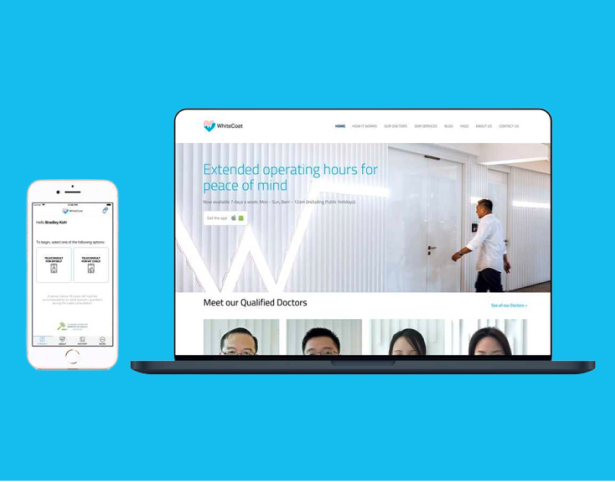 WhiteCoat
HOME HOW IT WORKS OUR DOCTORS OUR SERVICES BLOG FAQS ABOUT US CONTACT US
Extended operating hours for
peace of mind
Now available 7 days a week: Mon - Sun, 8am - 12am (including Public Holidays)
Get the app
Meet our Qualified Doctors
See all our Doctors >
WhiteCoat
Hello Bradley Koh!
To begin, select one of the following options:
TELECONSULT
FOR MYSELF
TELECONSULT
FOR MY CHILD